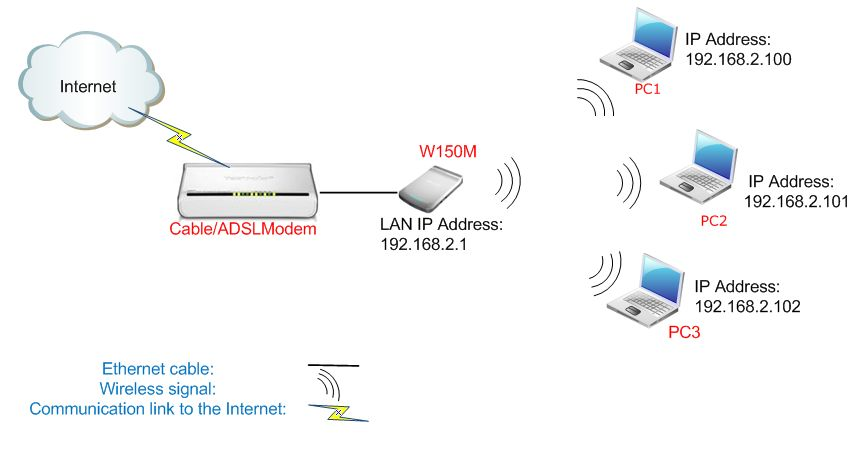 Internet
Cable/ADSLModem
W150M
LAN IP Address:
192.168.2.1
IP Address:
192.168.2.100
PC1
IP Address:
192.168.2.101
PC2
IP Address:
192.168.2.102
PC3
Ethernet cable:
Wireless signal:
Communication link to the Internet: